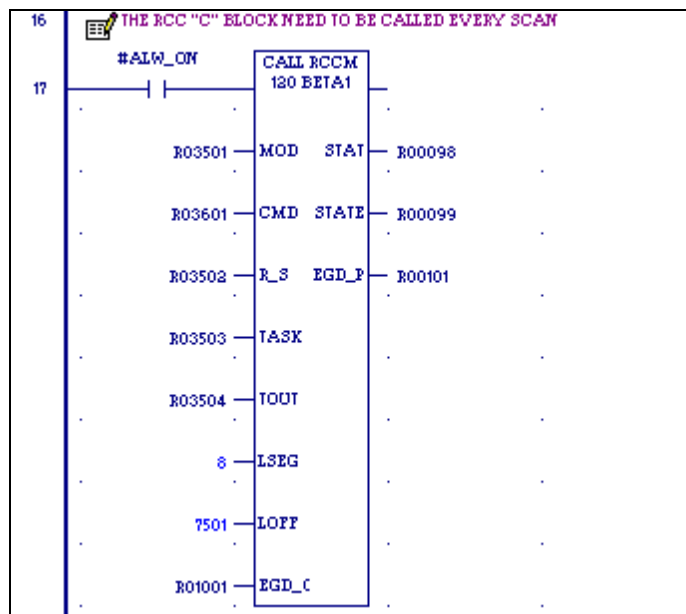 16 THE RCC "C" BLOCK NEED TO BE CALLED EVERY SCAN
#ALW_ON CALL RCCM
17 120 BETA1
R03501 MOD STAT R00098
R03601 CMD STATE R00099
R03502 R_S EGD_P R00101
R03503 TASK
R03504 TOUT
8 LSEG
7501 LOFF
R01001 EGD_C